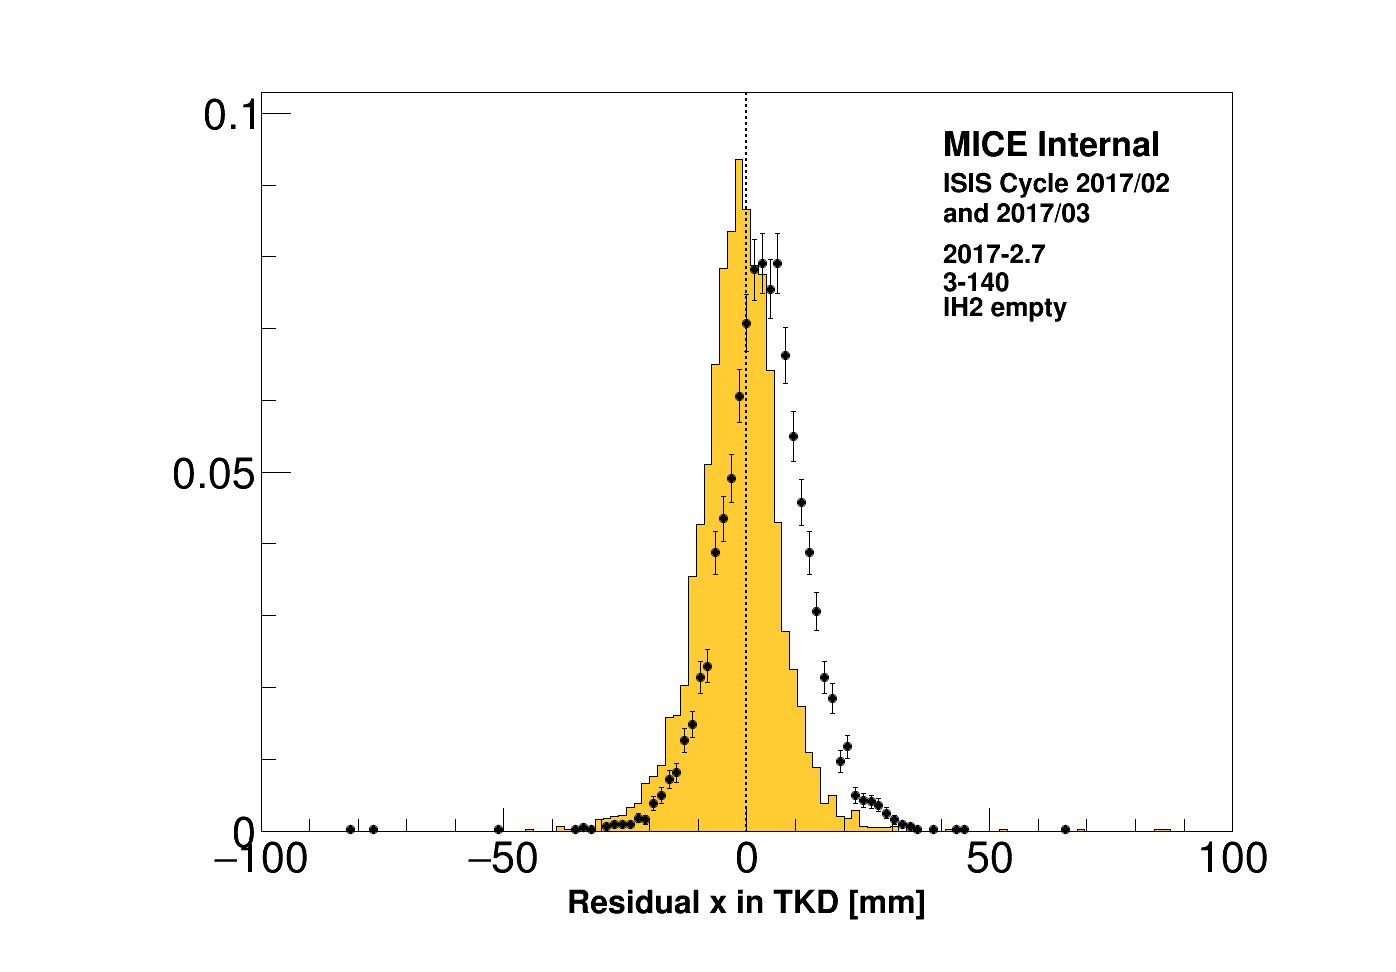 0.1
MICE Internal
ISIS Cycle 2017/02
and 2017/03
2017-2.7
3-140
IH2 empty
0.05
0
−100 −50 0 50 100
Residual x in TKD [mm]